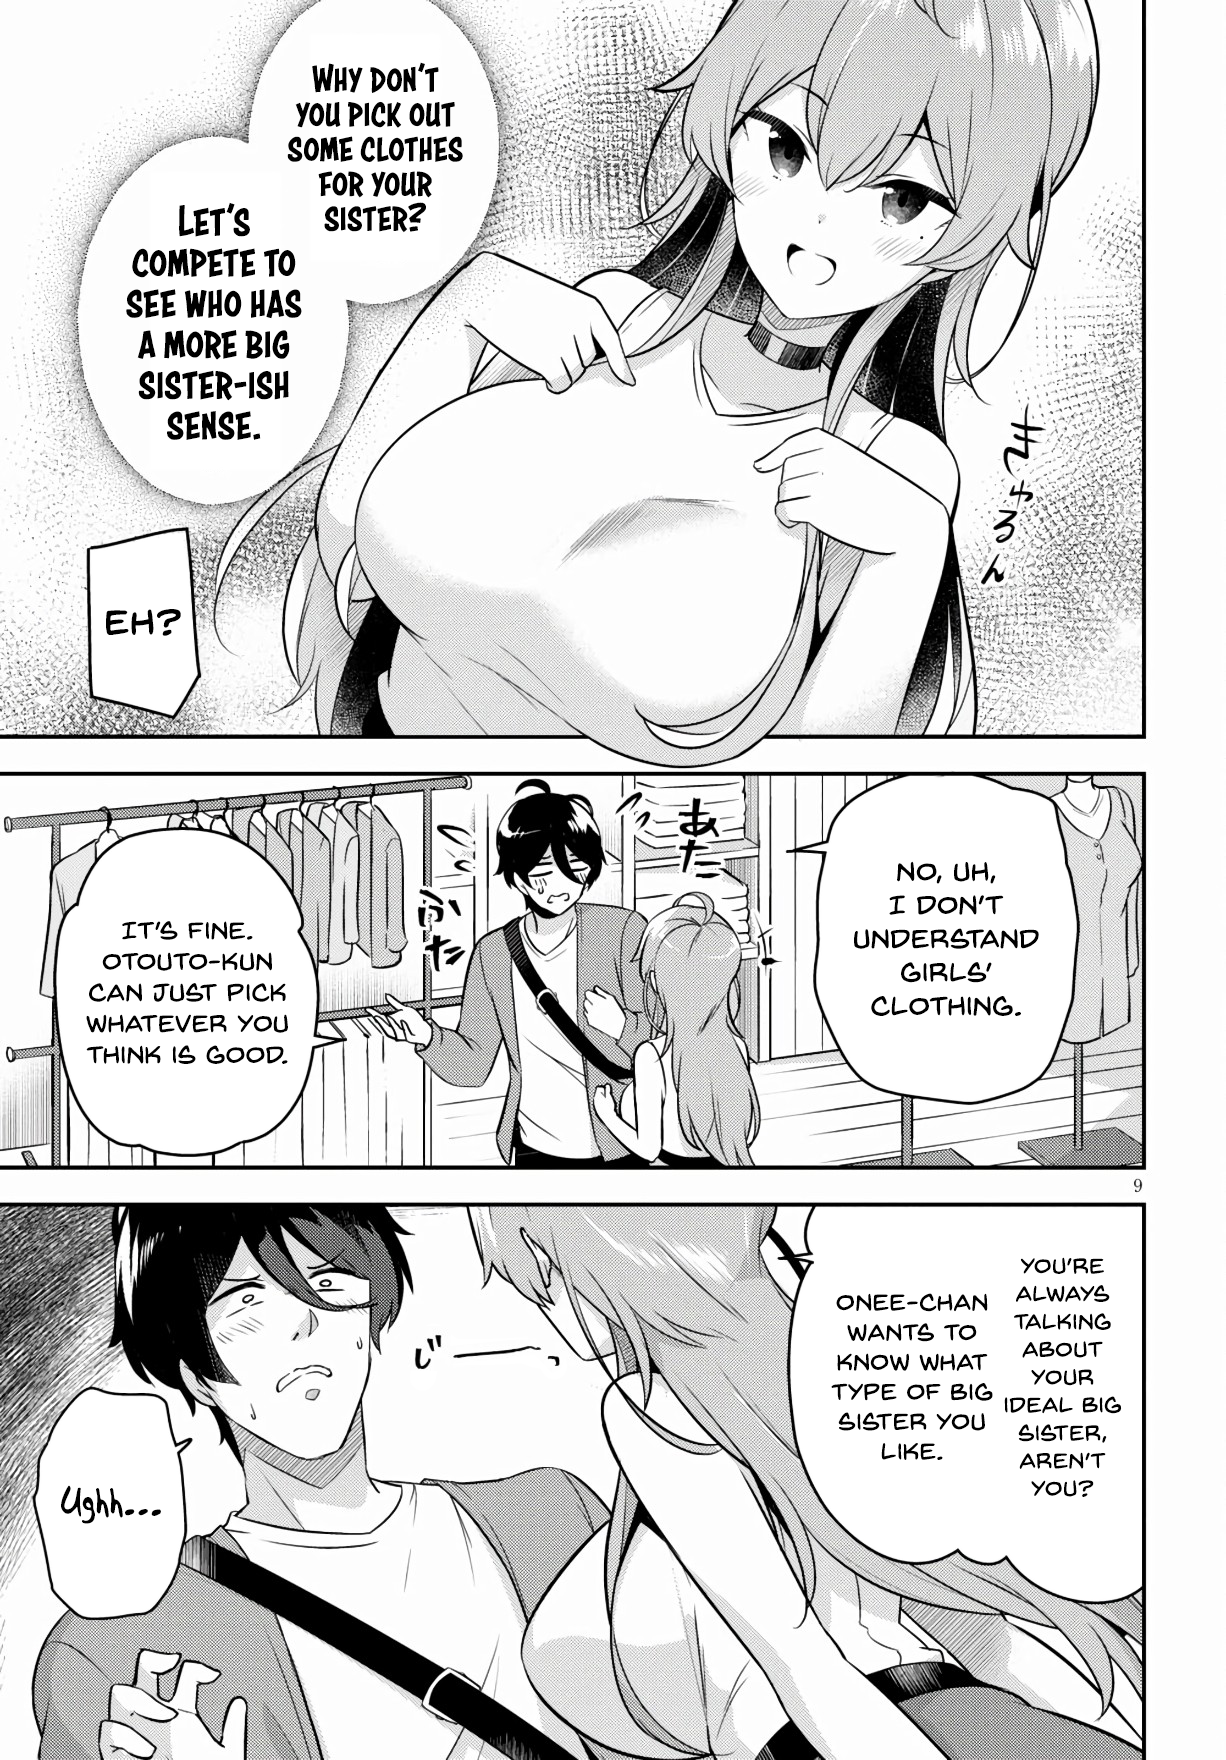 WHY DON'T
YOU PICK OUT
SOME CLOTHES
FOR YOUR
SISTER?
LET'S
COMPETE TO
SEE WHO HAS
A MORE BIG
SISTER-ISH
SENSE.
きゅるん
EH?
NO, UH,
I DON'T
UNDERSTAND
GIRLS'
CLOTHING.
あた
ふた
IT'S FINE.
OTOUTO-KUN
CAN JUST PICK
WHATEVER YOU
THINK IS GOOD.
9
YOU'RE
ALWAYS
TALKING
ABOUT
YOUR
IDEAL BIG
SISTER,
AREN'T
YOU?
ONEE-CHAN
WANTS TO
KNOW WHAT
TYPE OF BIG
SISTER YOU
LIKE.
じーっ
Ughh...